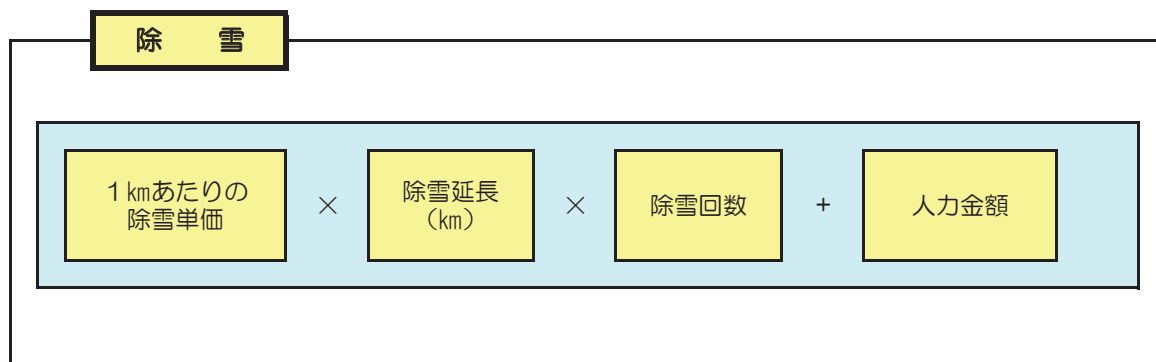 除　雪
１kmあたりの
除雪単価
×
除雪延長
（km）
×
除雪回数
+
人力金額